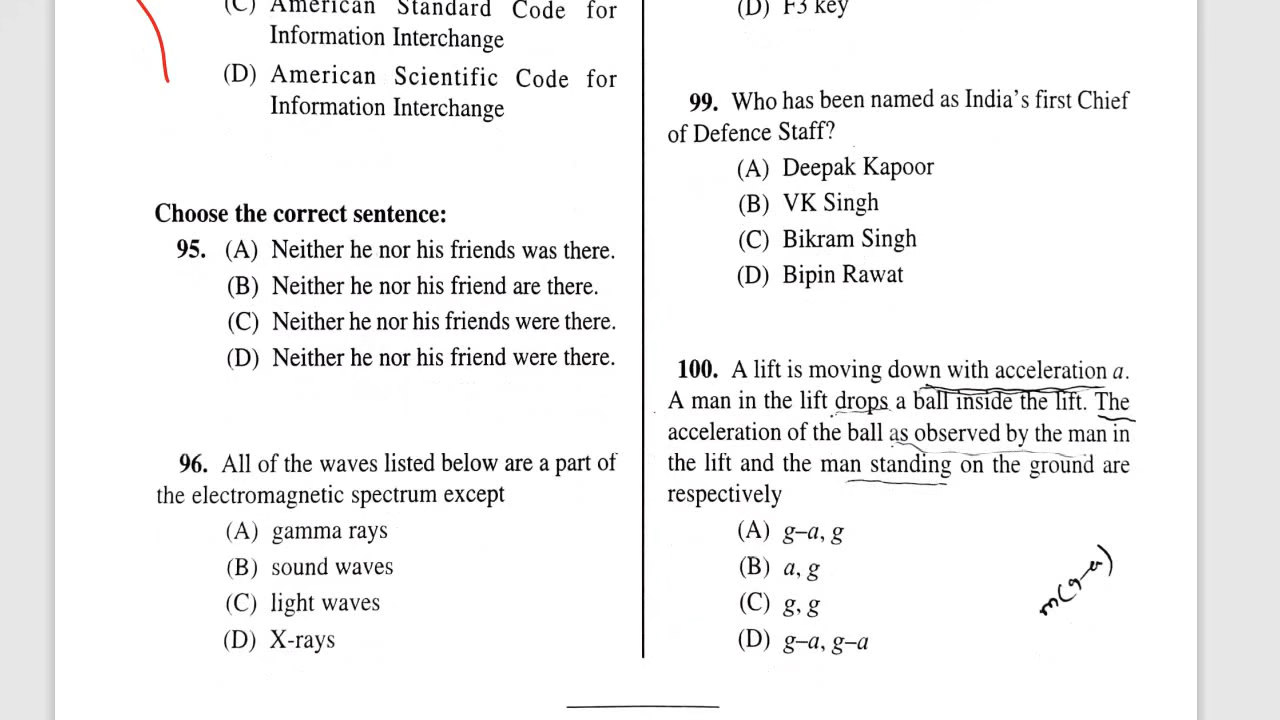 (C) American Standard Code for
Information Interchange
(D) American Scientific Code for
Information Interchange
Choose the correct sentence:
95. (A) Neither he nor his friends was there.
(B) Neither he nor his friend are there.
(C) Neither he nor his friends were there.
(D) Neither he nor his friend were there.
96. All of the waves listed below are a part of
the electromagnetic spectrum except
(A) gamma rays
(B) sound waves
(C) light waves
(D) X-rays
(D) F3 key
99. Who has been named as India's first Chief
of Defence Staff?
(A) Deepak Kapoor
(B) VK Singh
(C) Bikram Singh
(D) Bipin Rawat
100. A lift is moving down with acceleration a.
A man in the lift drops a ball inside the lift. The
acceleration of the ball as observed by the man in
the lift and the man standing on the ground are
respectively
(A) g–a, g
(B) a, g
(C) g, g
(D) g–a, g–a
m(g-a)